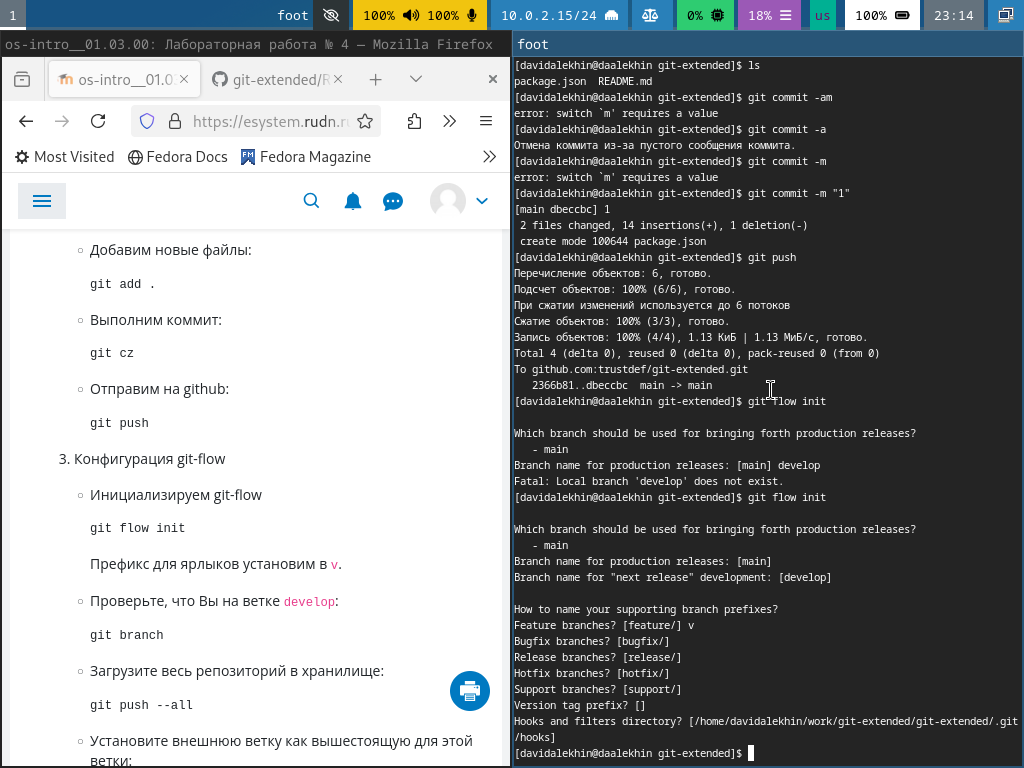 1
foot
100%
100%
10.0.2.15/24
0%
18%
us
100%
23:14
os-intro__01.03.00: Лабораторная работа № 4 — Mozilla Firefox
os-intro__01.0
git-extended/R
https://esystem.rudn.r
Most Visited
Fedora Docs
Fedora Magazine
Добавим новые файлы:
git add .
Выполним коммит:
git cz
Отправим на github:
git push
3. Конфигурация git-flow
Инициализируем git-flow
git flow init
Префикс для ярлыков установим в v.
Проверьте, что Вы на ветке develop:
git branch
Загрузите весь репозиторий в хранилище:
git push --all
Установите внешнюю ветку как вышестоящую для этой
ветки:
foot
[davidalekhin@daalekhin git-extended]$ ls
package.json  README.md
[davidalekhin@daalekhin git-extended]$ git commit -am
error: switch `m' requires a value
[davidalekhin@daalekhin git-extended]$ git commit -a
Отмена коммита из-за пустого сообщения коммита.
[davidalekhin@daalekhin git-extended]$ git commit -m
error: switch `m' requires a value
[davidalekhin@daalekhin git-extended]$ git commit -m "1"
[main dbeccbc] 1
 2 files changed, 14 insertions(+), 1 deletion(-)
 create mode 100644 package.json
[davidalekhin@daalekhin git-extended]$ git push
Перечисление объектов: 6, готово.
Подсчет объектов: 100% (6/6), готово.
При сжатии изменений используется до 6 потоков
Сжатие объектов: 100% (3/3), готово.
Запись объектов: 100% (4/4), 1.13 КиБ | 1.13 МиБ/с, готово.
Total 4 (delta 0), reused 0 (delta 0), pack-reused 0 (from 0)
To github.com:trustdef/git-extended.git
   2366b81..dbeccbc  main -> main
[davidalekhin@daalekhin git-extended]$ git flow init
Which branch should be used for bringing forth production releases?
   - main
Branch name for production releases: [main] develop
Fatal: Local branch 'develop' does not exist.
[davidalekhin@daalekhin git-extended]$ git flow init
Which branch should be used for bringing forth production releases?
   - main
Branch name for production releases: [main]
Branch name for "next release" development: [develop]
How to name your supporting branch prefixes?
Feature branches? [feature/] v
Bugfix branches? [bugfix/]
Release branches? [release/]
Hotfix branches? [hotfix/]
Support branches? [support/]
Version tag prefix? []
Hooks and filters directory? [/home/davidalekhin/work/git-extended/git-extended/.git
/hooks]
[davidalekhin@daalekhin git-extended]$